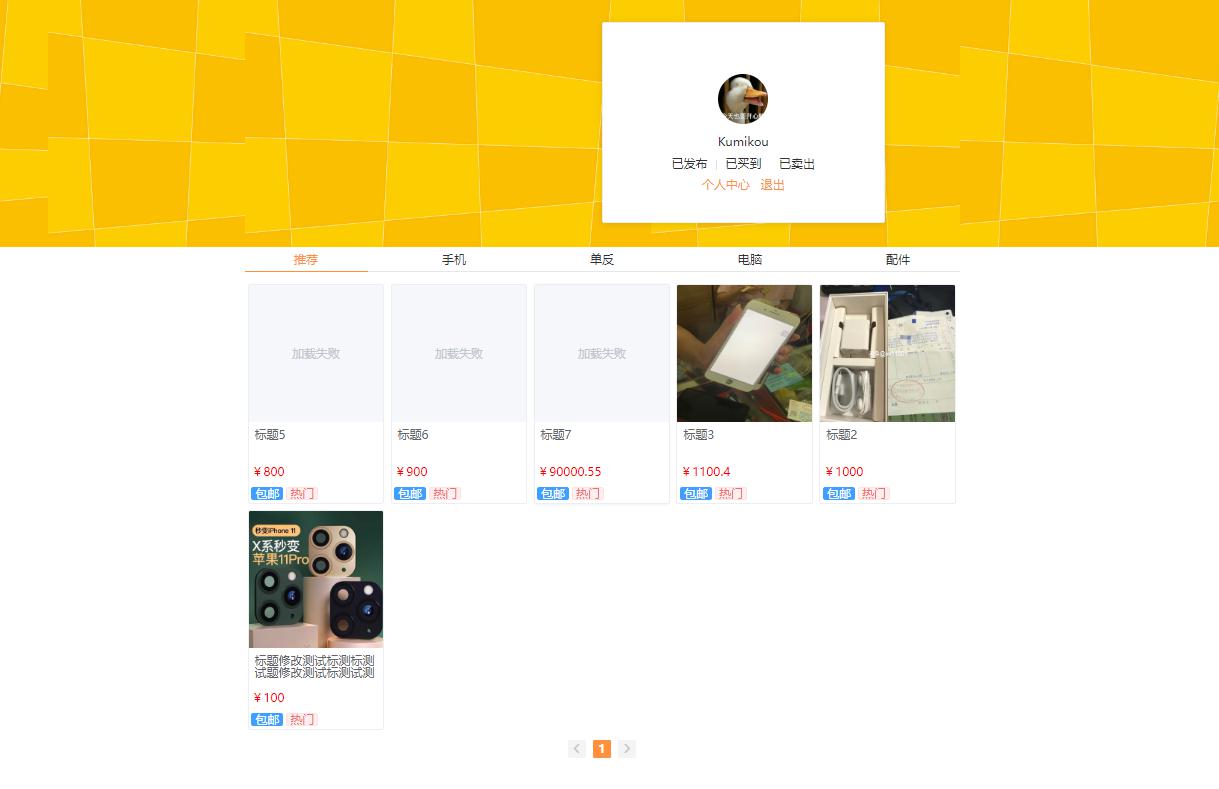 Kumikou
已发布 | 已买到 已卖出
个人中心 退出
推荐 手机 单反 电脑 配件
加载失败 加载失败 加载失败
标题5 标题6 标题7 标题3 标题2
¥ 800 ¥ 900 ¥ 90000.55 ¥ 1100.4 ¥ 1000
包邮 热门 包邮 热门 包邮 热门 包邮 热门 包邮 热门
秒变iPhone 11
X系秒变
苹果11Pro
标题修改测试标测标测
试题修改测试标测试测
¥ 100
包邮 热门
< 1 >